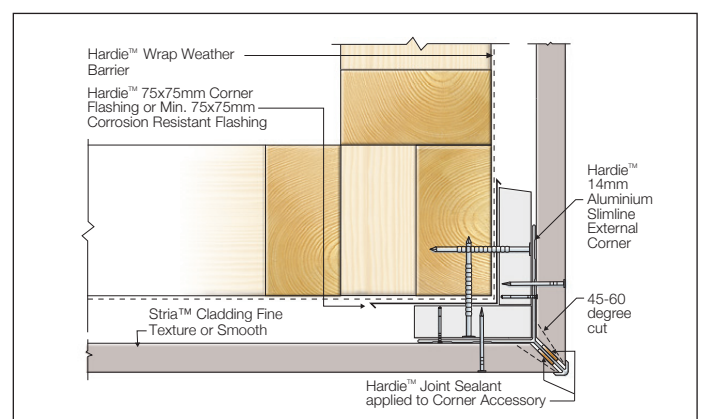 Hardie™ Wrap Weather
Barrier
Hardie™ 75x75mm Corner
Flashing or Min. 75x75mm
Corrosion Resistant Flashing
Hardie™
14mm
Aluminium
Slimline
External
Corner
45-60
degree
cut
Stria™ Cladding Fine
Texture or Smooth
Hardie™ Joint Sealant
applied to Corner Accessory